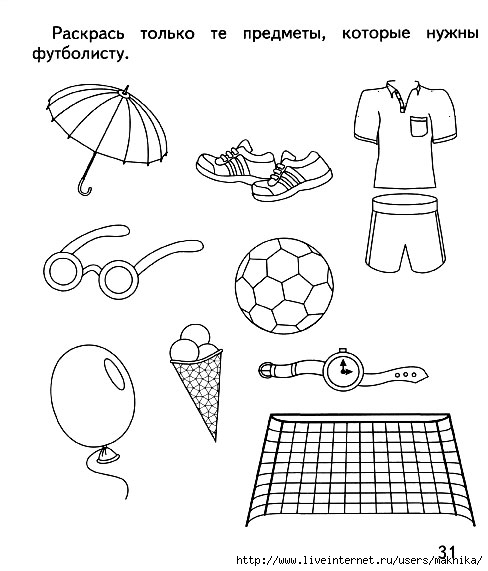 Раскрась только те предметы, которые нужны
футболисту.
31
http://www.liveinternet.ru/users/makhika/